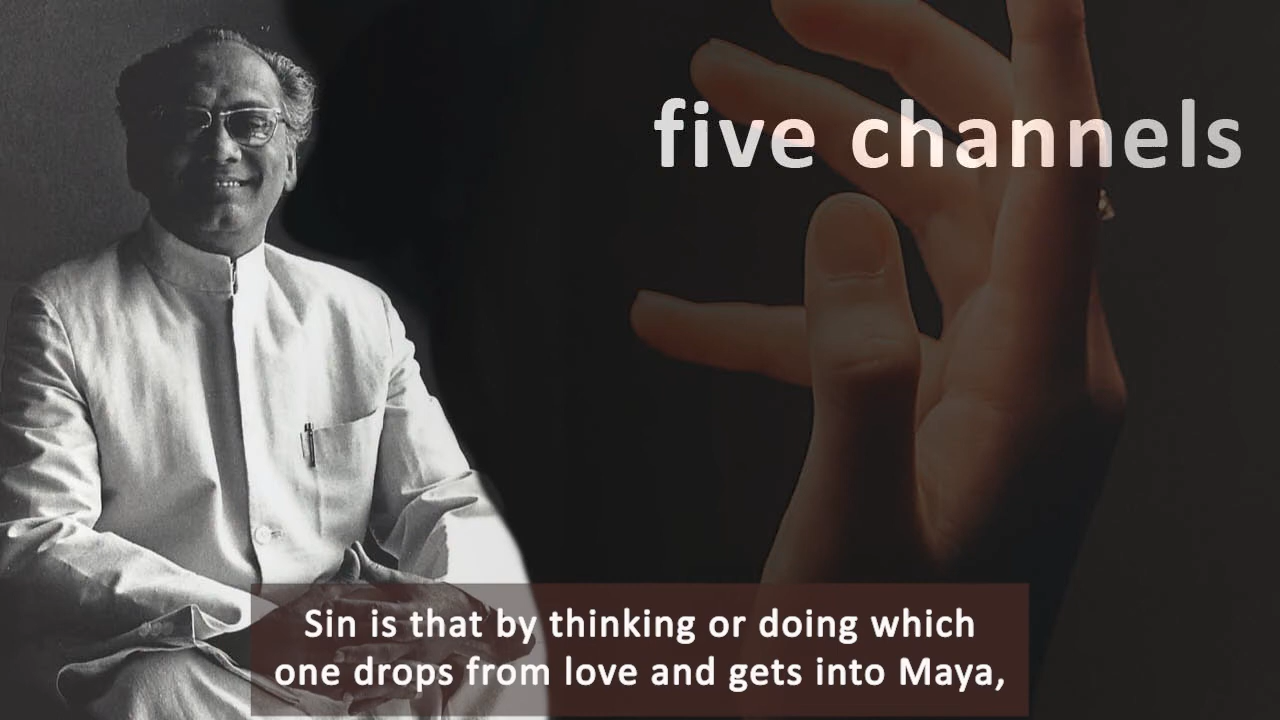 five channels
Sin is that by thinking or doing which
one drops from love and gets into Maya,